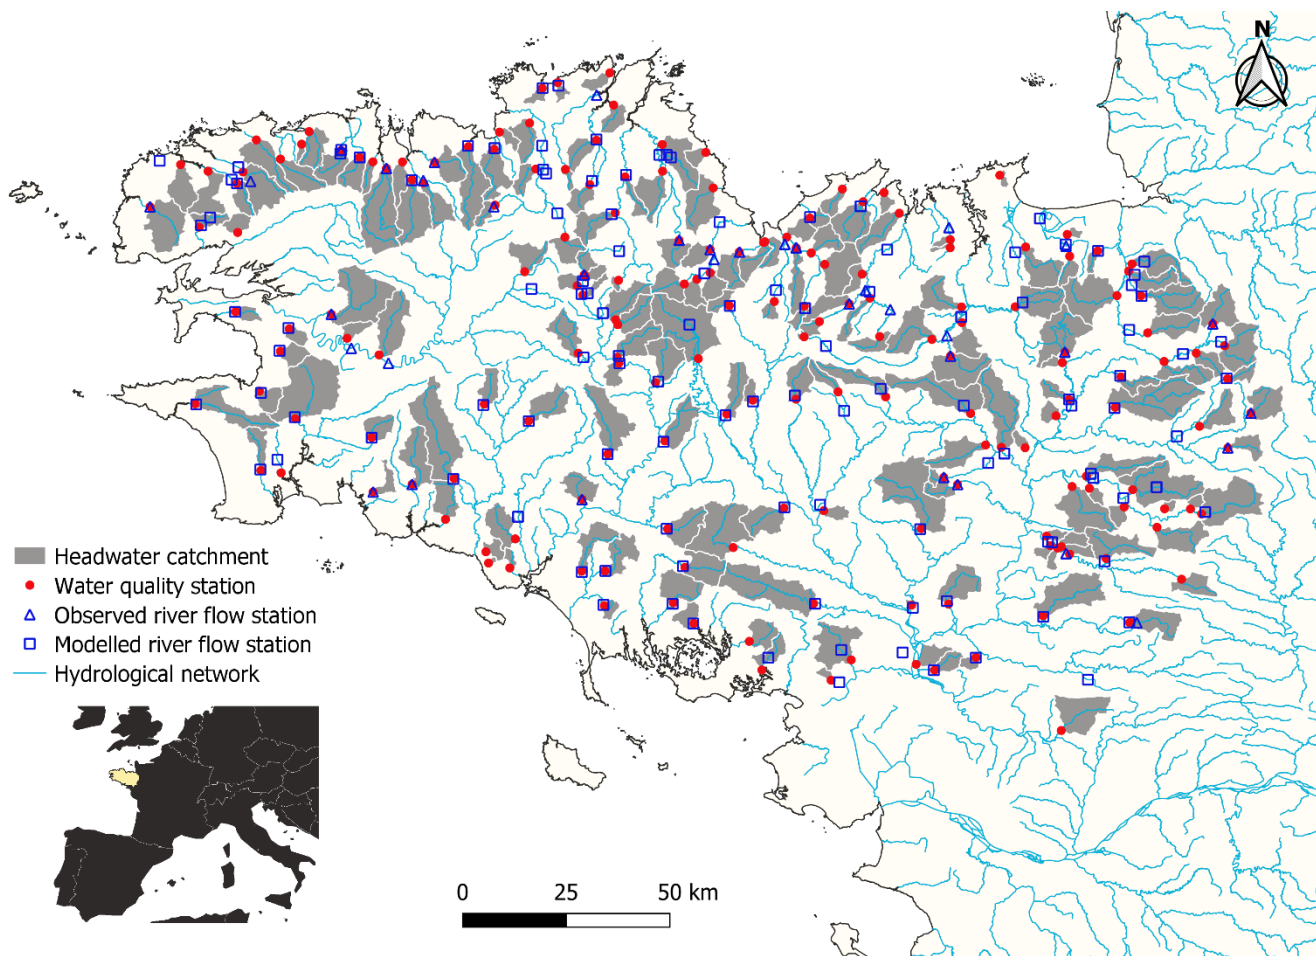 N
Headwater catchment
Water quality station
Observed river flow station
Modelled river flow station
Hydrological network
0 25 50 km